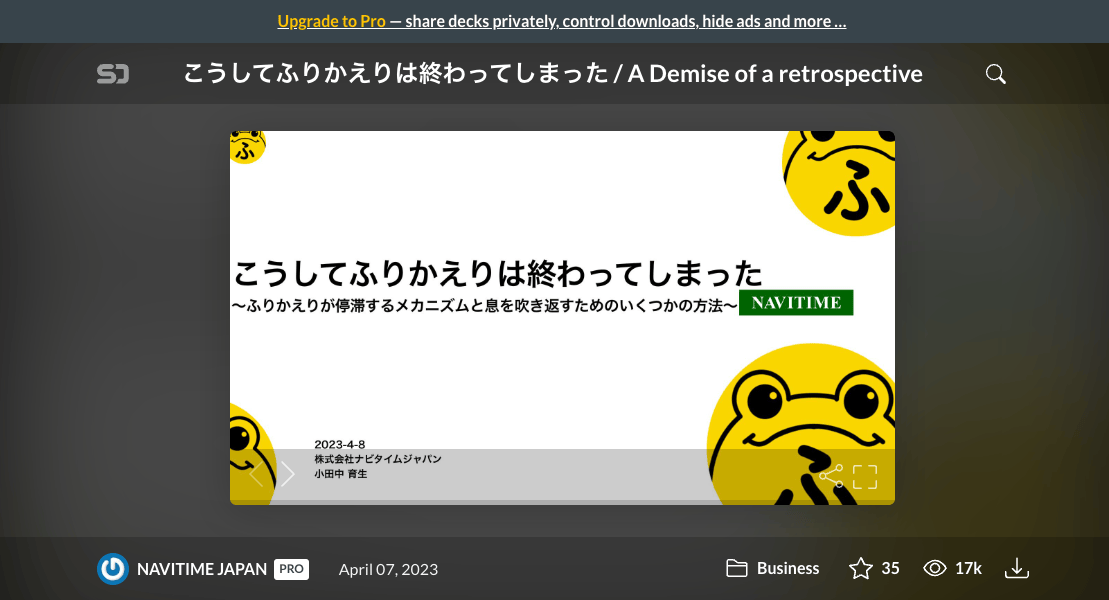 Upgrade to Pro — share decks privately, control downloads, hide ads and more …
SD
こうしてふりかえりは終わってしまった / A Demise of a retrospective
ふ
ふ
こうしてふりかえりは終わってしまった
〜ふりかえりが停滞するメカニズムと息を吹き返すためのいくつかの方法〜
NAVITIME
2023-4-8
株式会社ナビタイムジャパン
小田中 育生
ふ
NAVITIME JAPAN PRO April 07, 2023 Business 35 17k